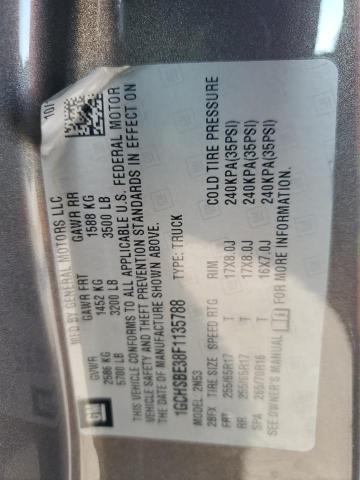 10/
MFD BY GENERAL MOTORS LLC
GVWR GAWR FRT GAWR RR
2586 KG 1452 KG 1588 KG
5700 LB 3200 LB 3500 LB
THIS VEHICLE CONFORMS TO ALL APPLICABLE U.S. FEDERAL MOTOR
VEHICLE SAFETY AND THEFT PREVENTION STANDARDS IN EFFECT ON
THE DATE OF MANUFACTURE SHOWN ABOVE.
1GCHSBE38F1135788 TYPE: TRUCK
MODEL: 2N53
2BFX TIRE SIZE SPEED RTG RIM COLD TIRE PRESSURE
FRT 255/65R17 T 17X8.0J 240KPA(35PSI)
RR 255/65R17 T 17X8.0J 240KPA(35PSI)
SPA 265/70R16 T 16X7.0J 240KPA(35PSI)
SEE OWNER'S MANUAL FOR MORE INFORMATION.